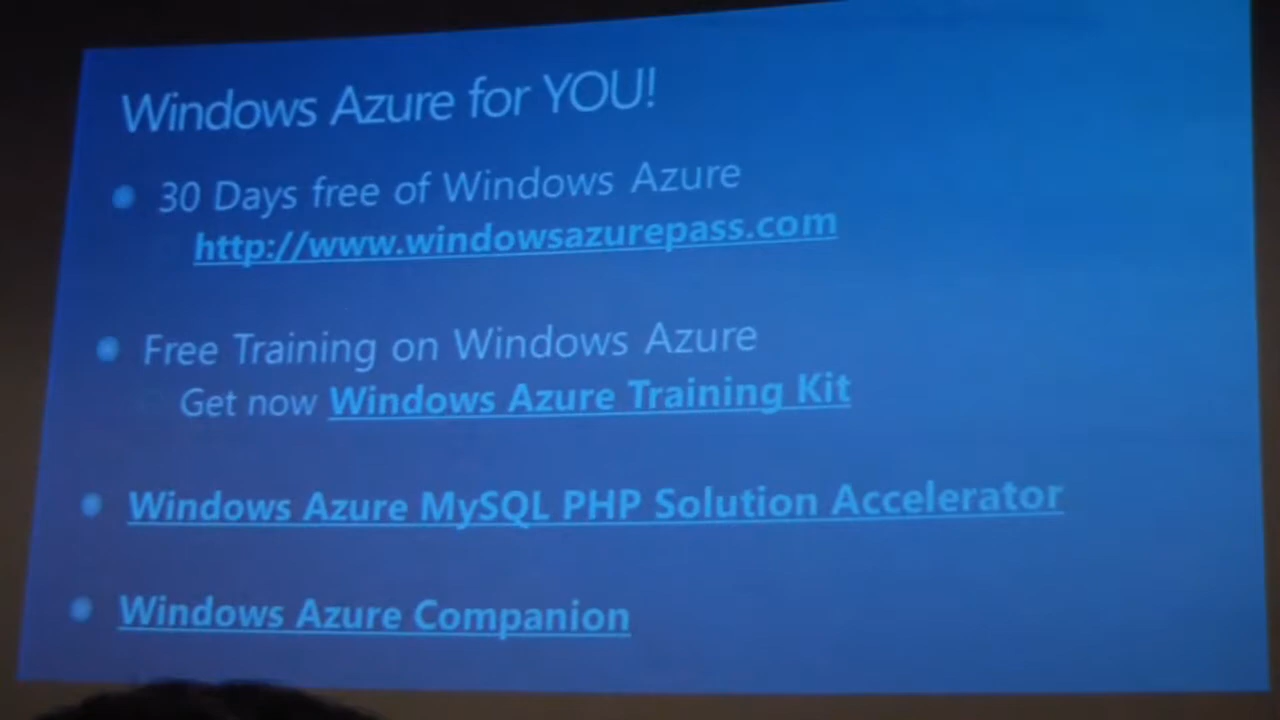 Windows Azure for YOU!
30 Days free of Windows Azure
http://www.windowsazurepass.com
Free Training on Windows Azure
Get now Windows Azure Training Kit
Windows Azure MySQL PHP Solution Accelerator
Windows Azure Companion